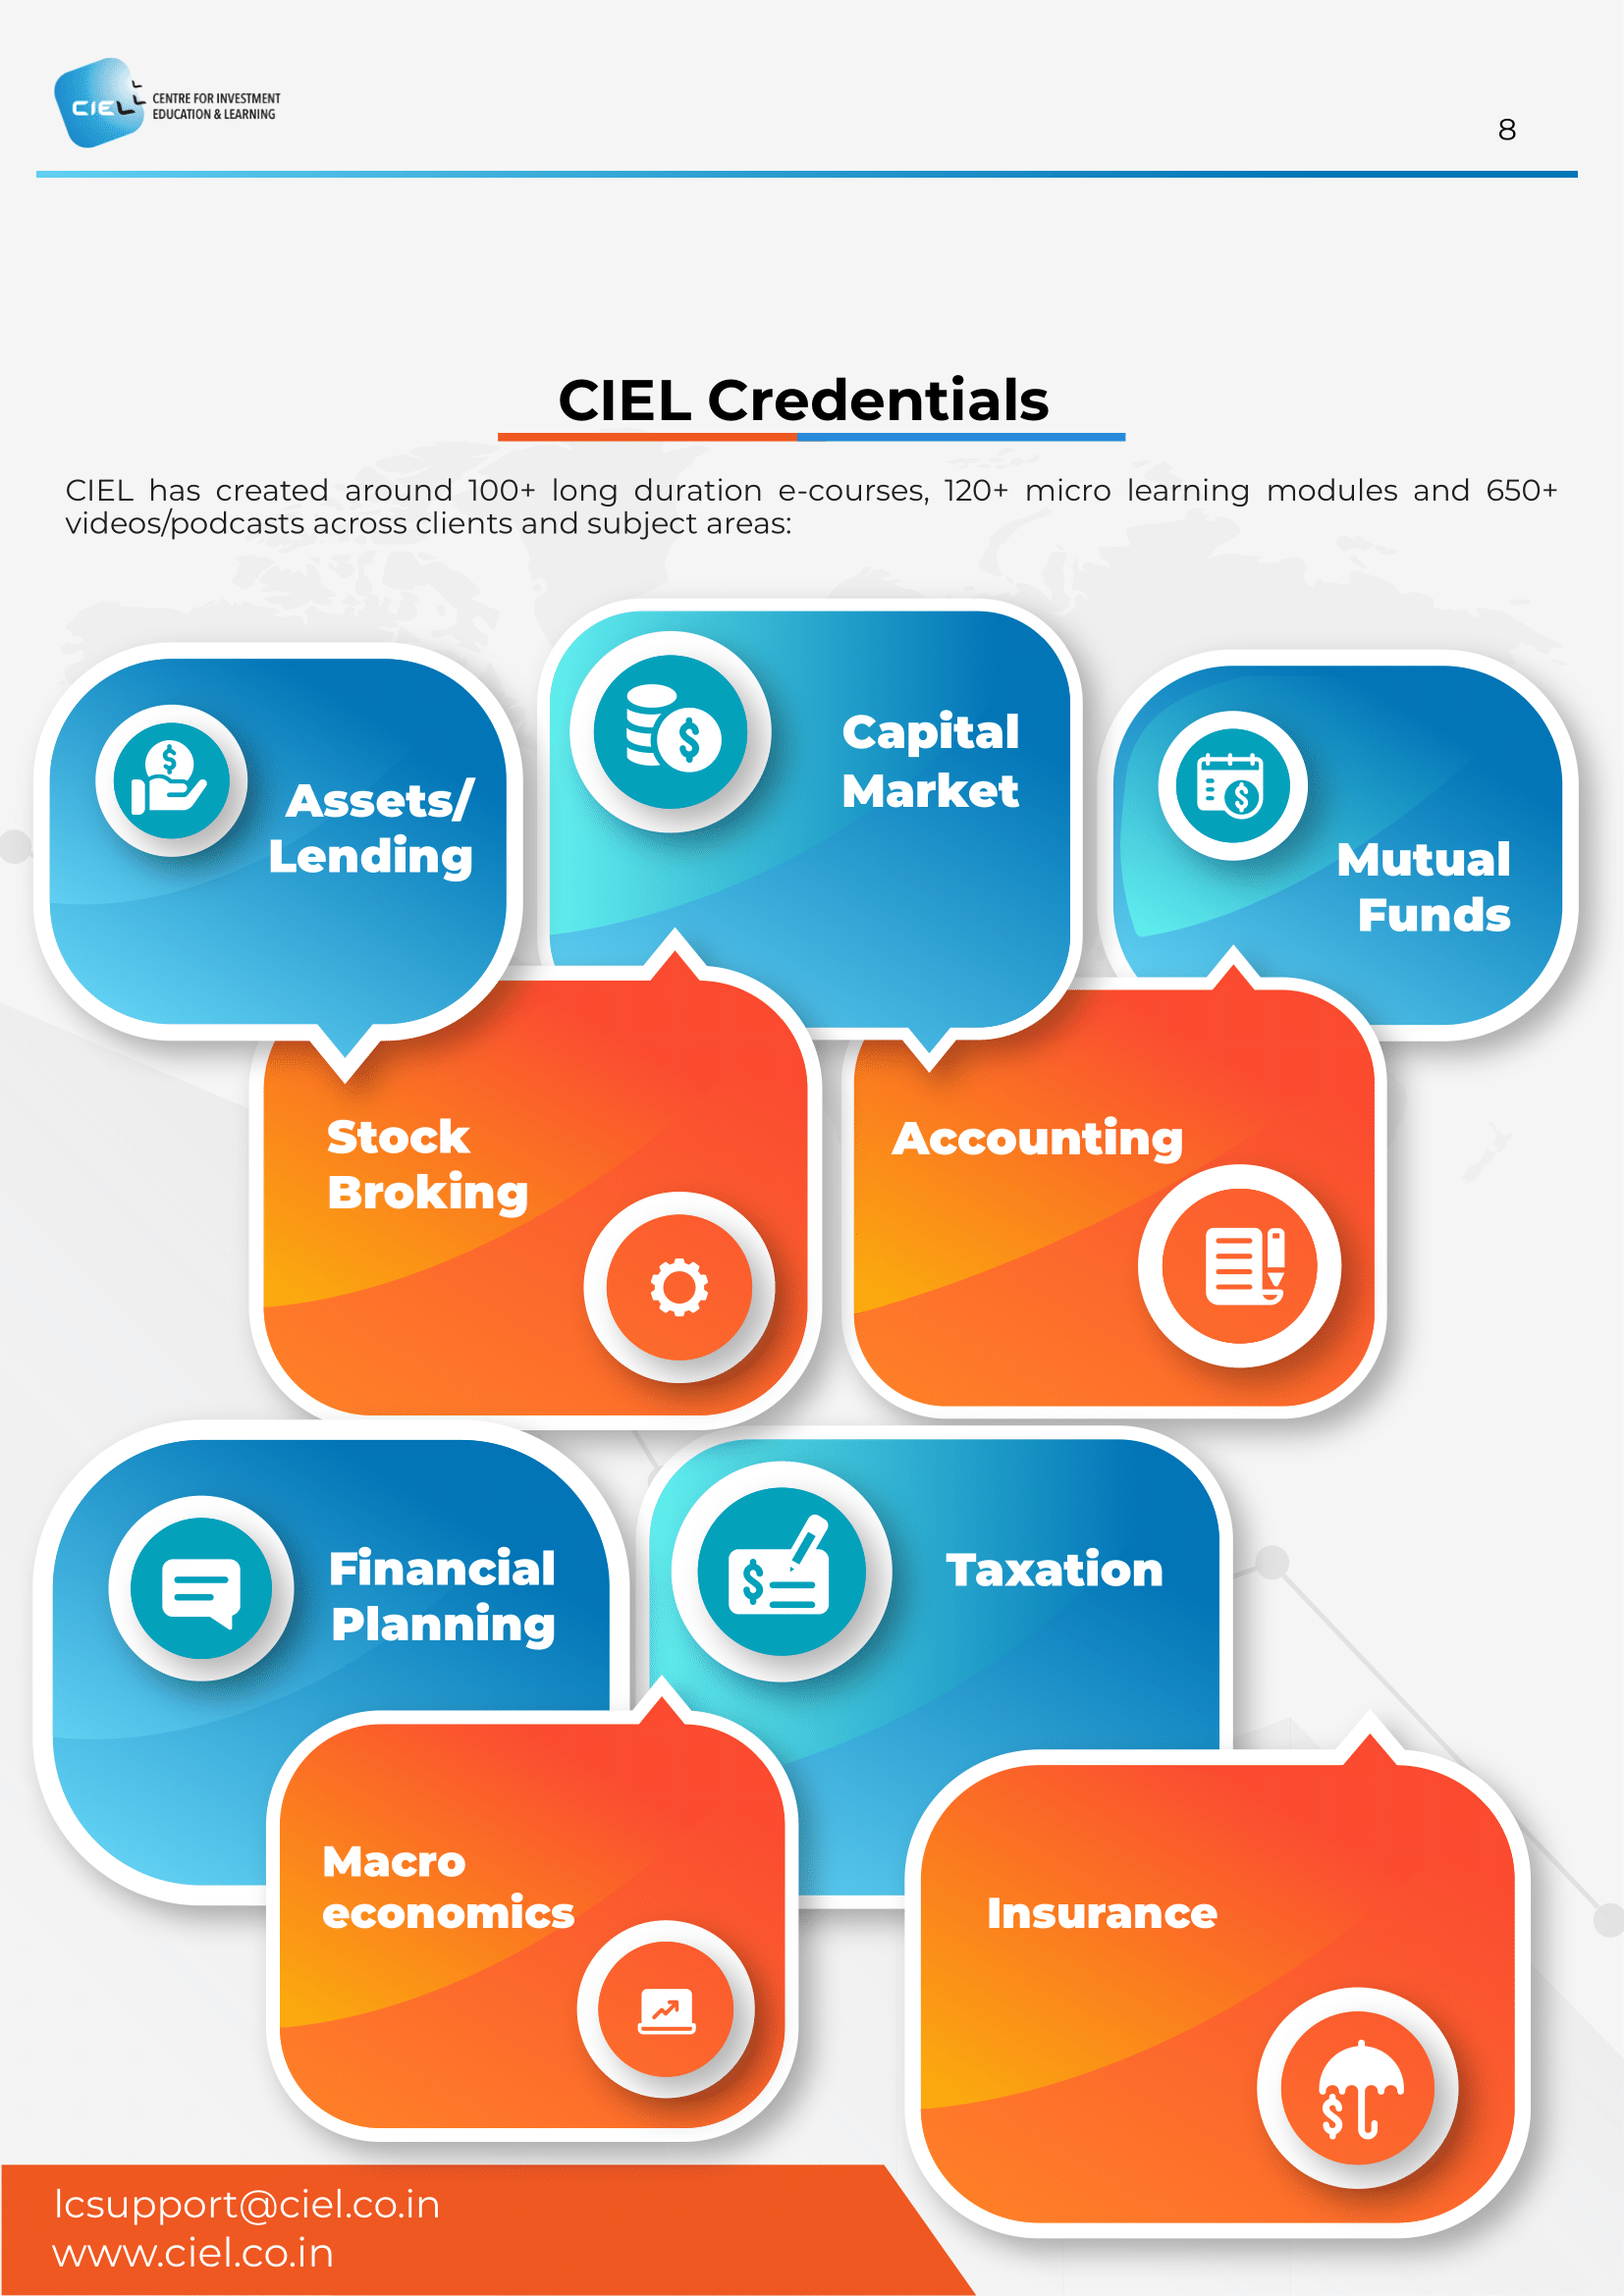 CIEL
CENTRE FOR INVESTMENT
EDUCATION & LEARNING
8
CIEL Credentials
CIEL has created around 100+ long duration e-courses, 120+ micro learning modules and 650+
videos/podcasts across clients and subject areas:
Assets/
Lending
Capital
Market
Mutual
Funds
Stock
Broking
Accounting
Financial
Planning
Taxation
Macro
economics
Insurance
lcsupport@ciel.co.in
www.ciel.co.in